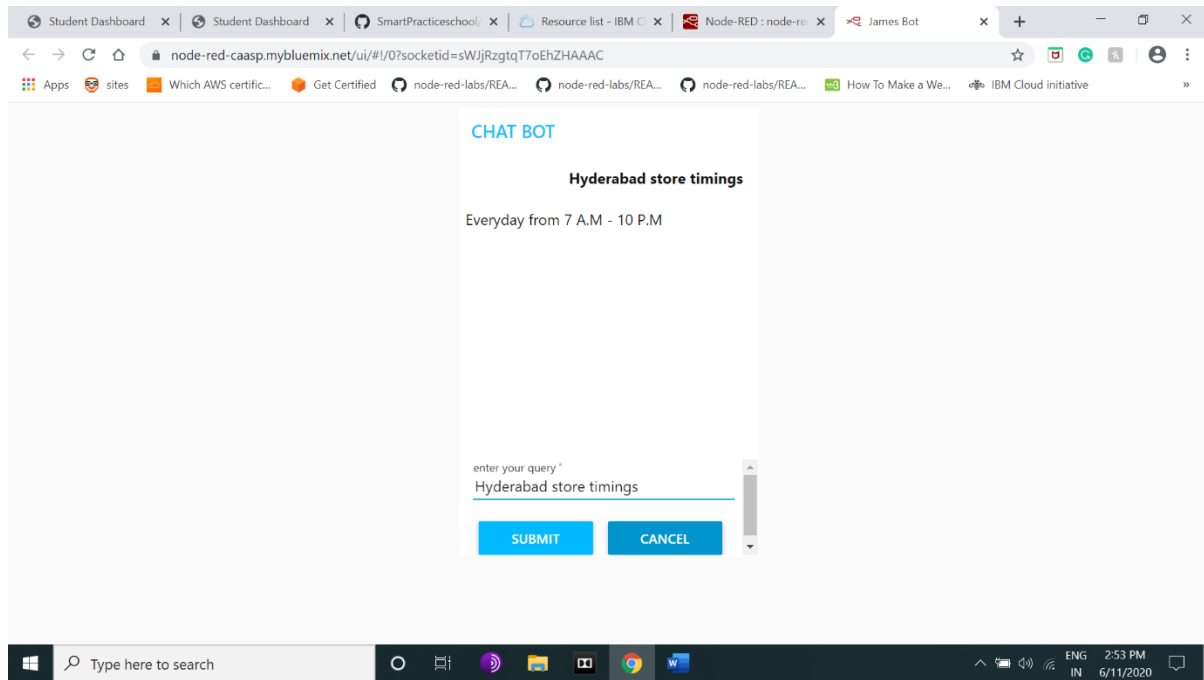 Student Dashboard
Student Dashboard
SmartPracticeschool/
Resource list - IBM C
Node-RED : node-re
James Bot
node-red-caasp.mybluemix.net/ui/#!/0?socketid=sWJjRzgtqT7oEhZHAAAC
Apps
sites
Which AWS certific...
Get Certified
node-red-labs/REA...
node-red-labs/REA...
node-red-labs/REA...
How To Make a We...
IBM Cloud initiative
CHAT BOT
Hyderabad store timings
Everyday from 7 A.M - 10 P.M
enter your query *
Hyderabad store timings
SUBMIT
CANCEL
Type here to search
ENG
IN
2:53 PM
6/11/2020